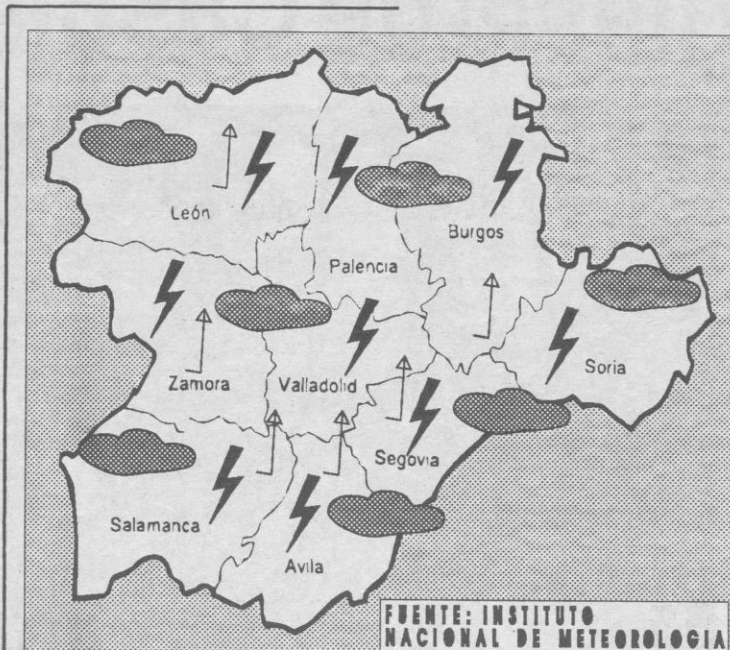 León
Burgos
Palencia
Soria
Zamora
Valladolid
Segovia
Salamanca
Avila
FUENTE: INSTITUTO
NACIONAL DE METEOROLOGIA